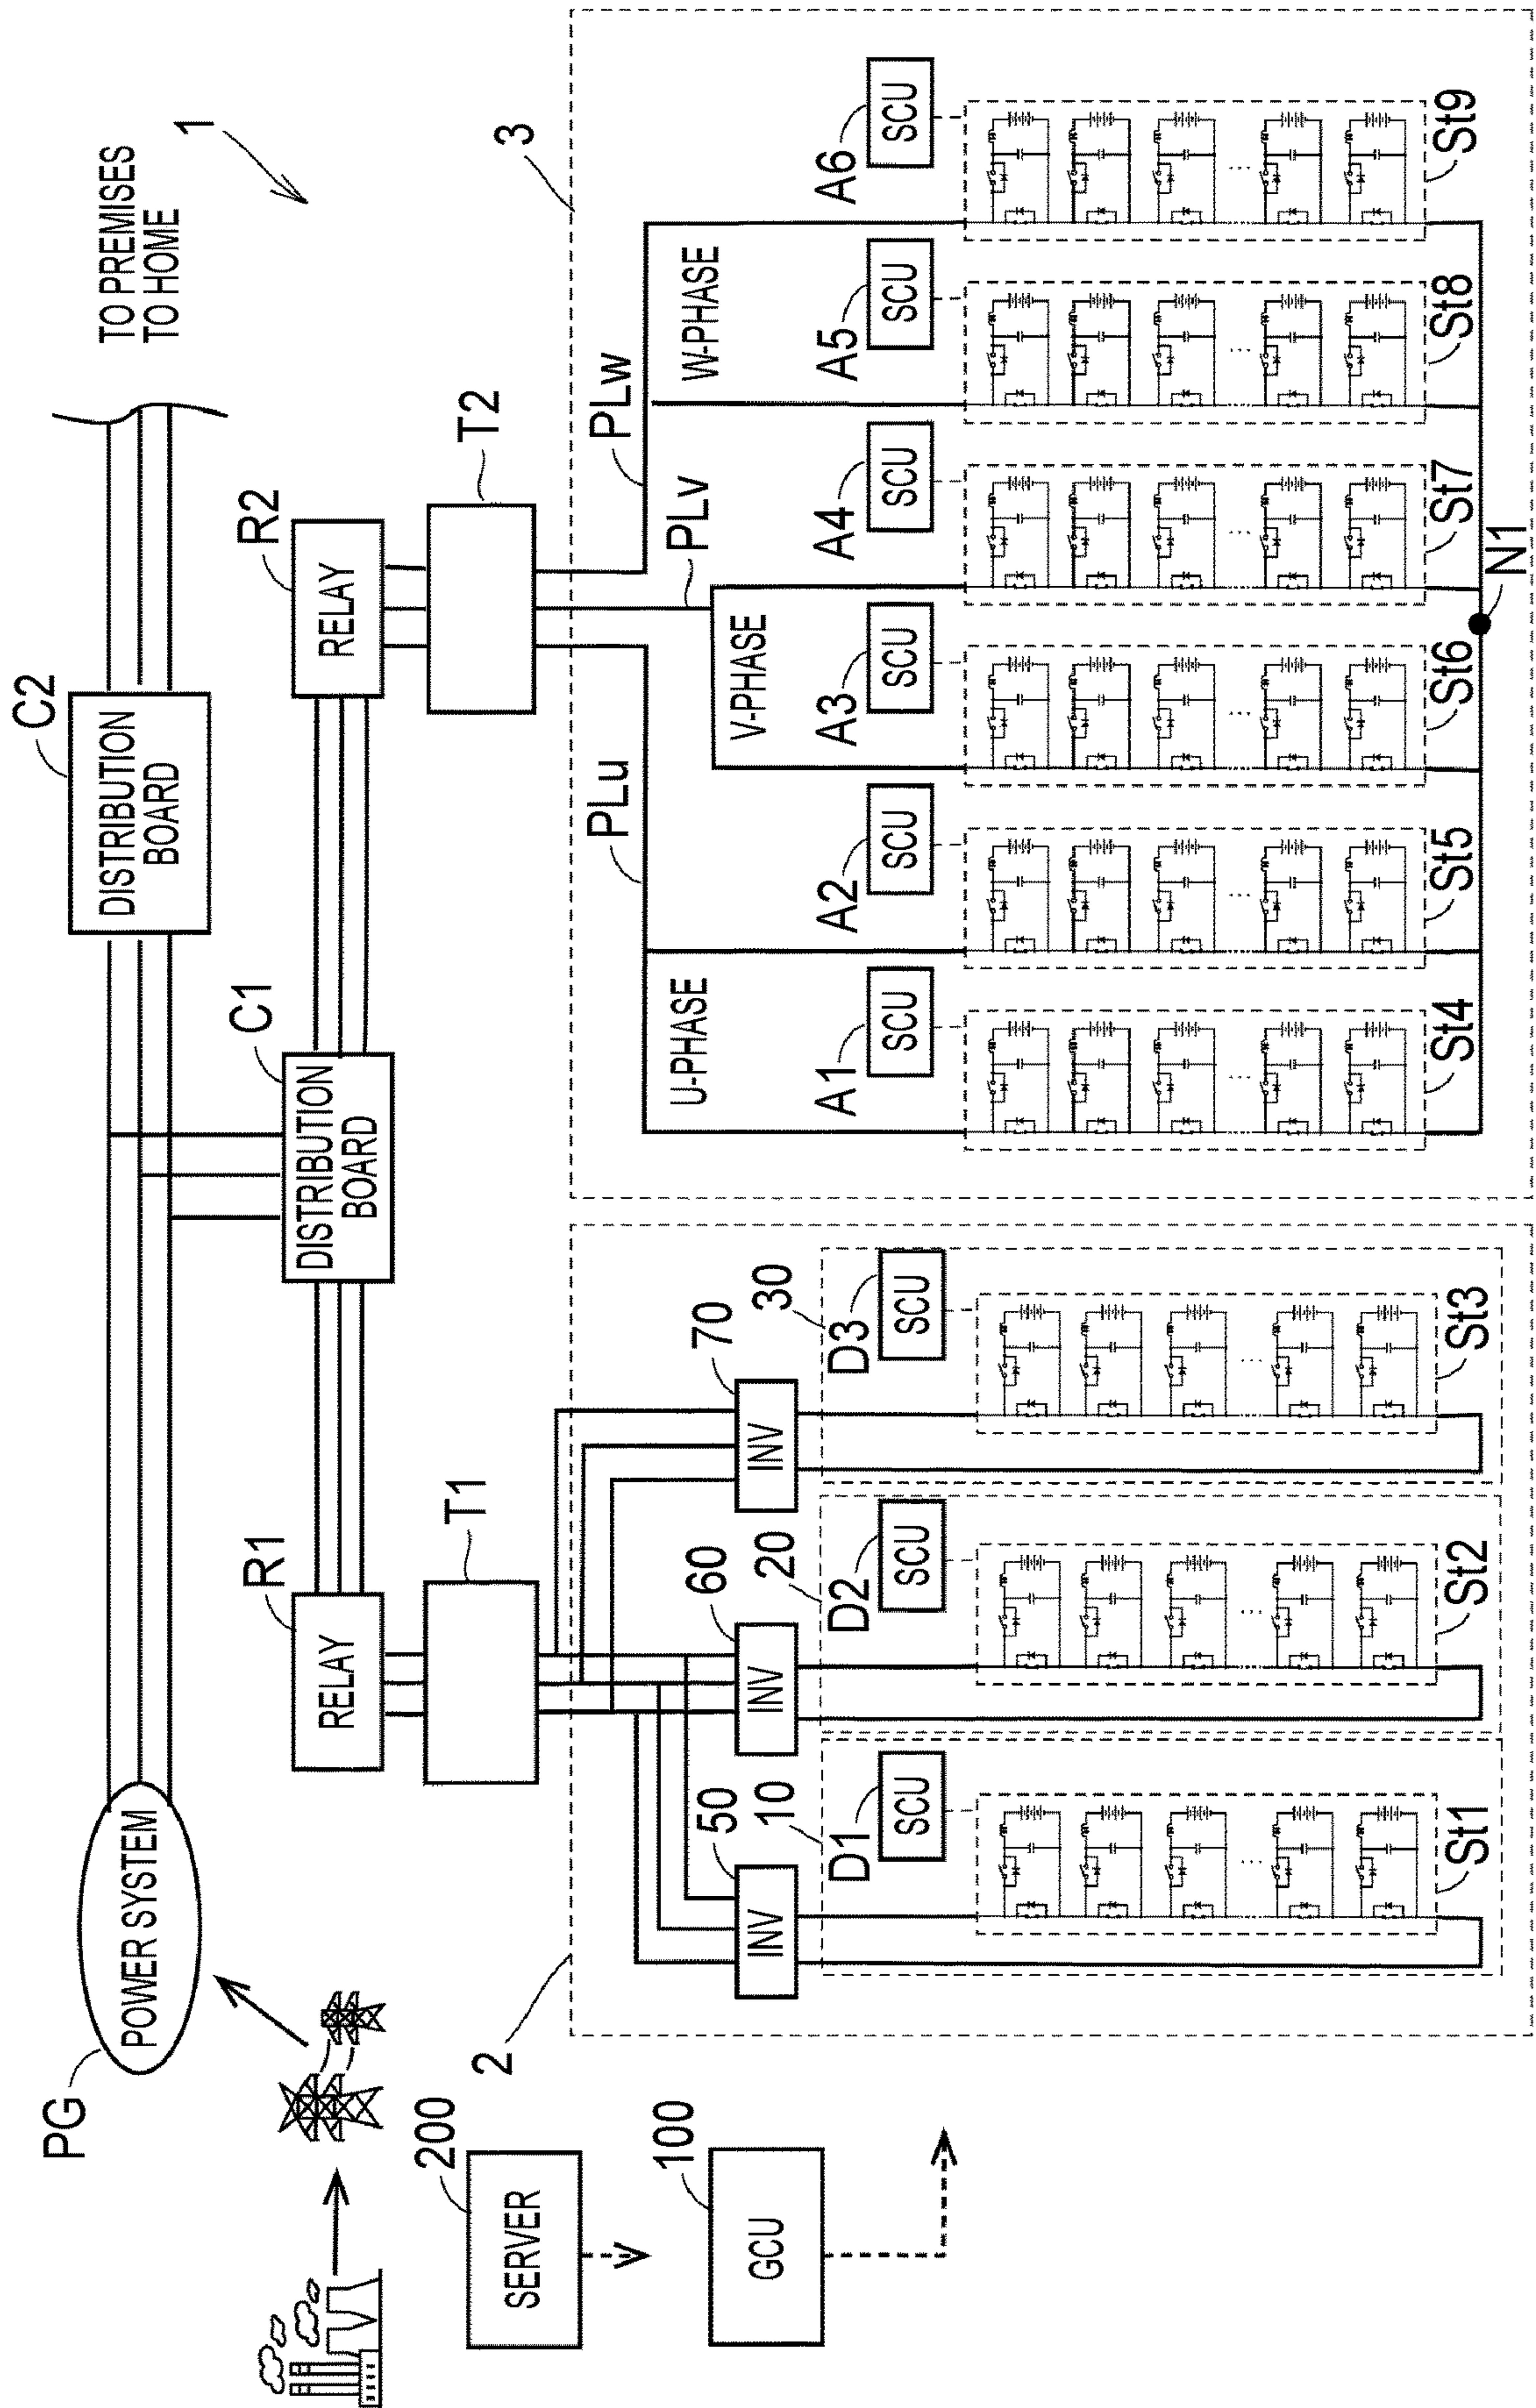 TO PREMISES
TO HOME
1
C2
DISTRIBUTION
BOARD
PG
POWER SYSTEM
C1
DISTRIBUTION
BOARD
R1
RELAY
R2
RELAY
T1
T2
200
SERVER
100
GCU
2
50
INV
60
INV
70
INV
10
D1
SCU
St1
20
D2
SCU
St2
30
D3
SCU
St3
3
PLu
PLv
PLw
U-PHASE
V-PHASE
W-PHASE
A1
SCU
St4
A2
SCU
St5
A3
SCU
St6
A4
SCU
St7
A5
SCU
St8
A6
SCU
St9
N1